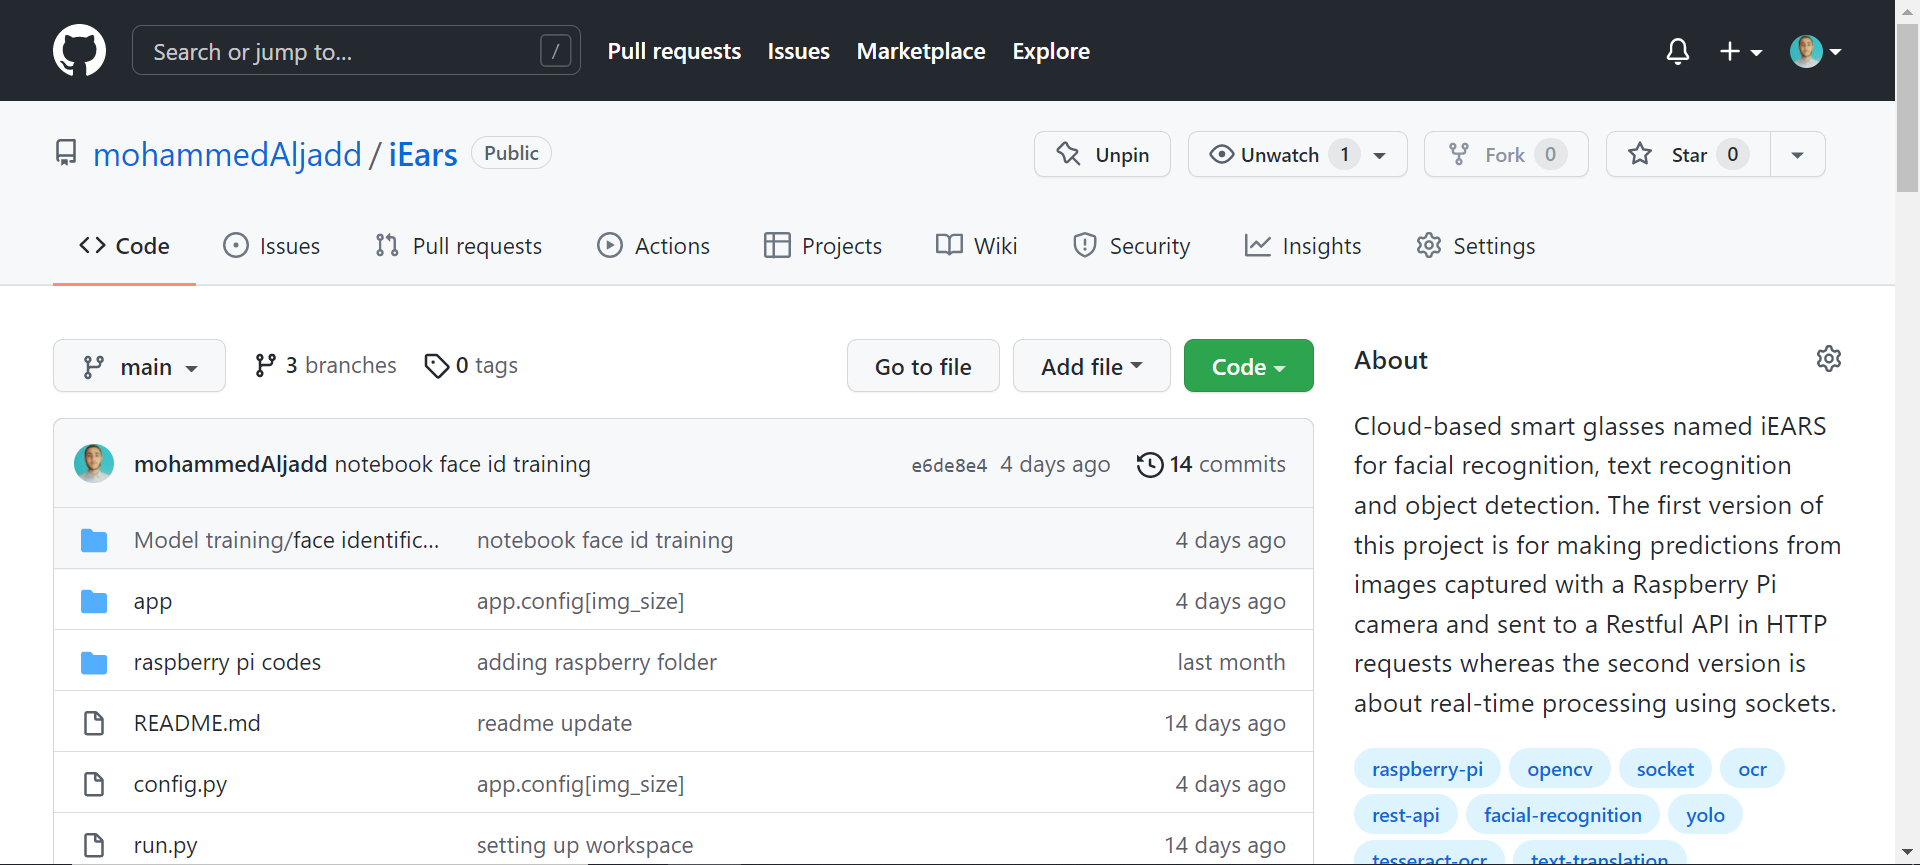 Search or jump to... /
Pull requests Issues Marketplace Explore
mohammedAljadd / iEars Public
Unpin Unwatch 1 Fork 0 Star 0
Code Issues Pull requests Actions Projects Wiki Security Insights Settings
main 3 branches 0 tags Go to file Add file Code
mohammedAljadd notebook face id training e6de8e4 4 days ago 14 commits
Model training/face identific... notebook face id training 4 days ago
app app.config[img_size] 4 days ago
raspberry pi codes adding raspberry folder last month
README.md readme update 14 days ago
config.py app.config[img_size] 4 days ago
run.py setting up workspace 14 days ago
About
Cloud-based smart glasses named iEARS
for facial recognition, text recognition
and object detection. The first version of
this project is for making predictions from
images captured with a Raspberry Pi
camera and sent to a Restful API in HTTP
requests whereas the second version is
about real-time processing using sockets.
raspberry-pi opencv socket ocr
rest-api facial-recognition yolo
tesseract-ocr text-translation